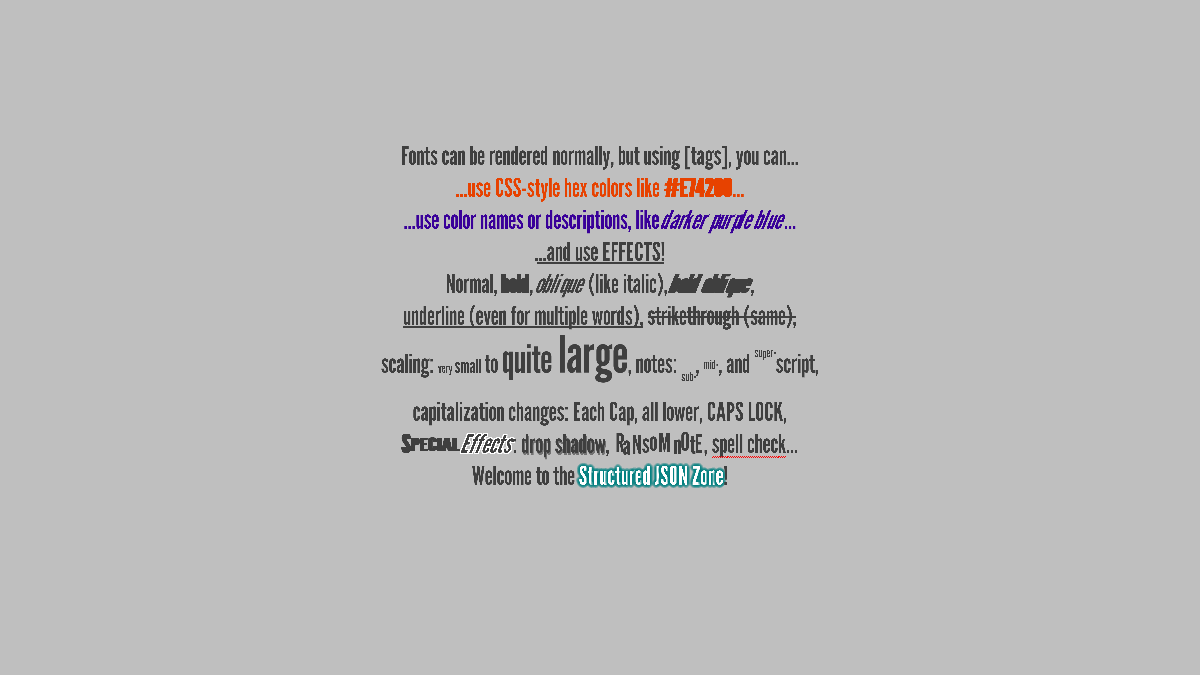 Fonts can be rendered normally, but using [tags], you can...
...use CSS-style hex colors like #E74200...
...use color names or descriptions, like darker purple blue...
...and use EFFECTS!
Normal, bold, oblique (like italic), bold oblique,
underline (even for multiple words), strikethrough (same),
scaling: very small to quite large, notes: sub-, mid-, and super-script,
capitalization changes: Each Cap, all lower, CAPS LOCK,
Special Effects: drop shadow, RaNsoM nOtE, spell check...
Welcome to the Structured JSON Zone!